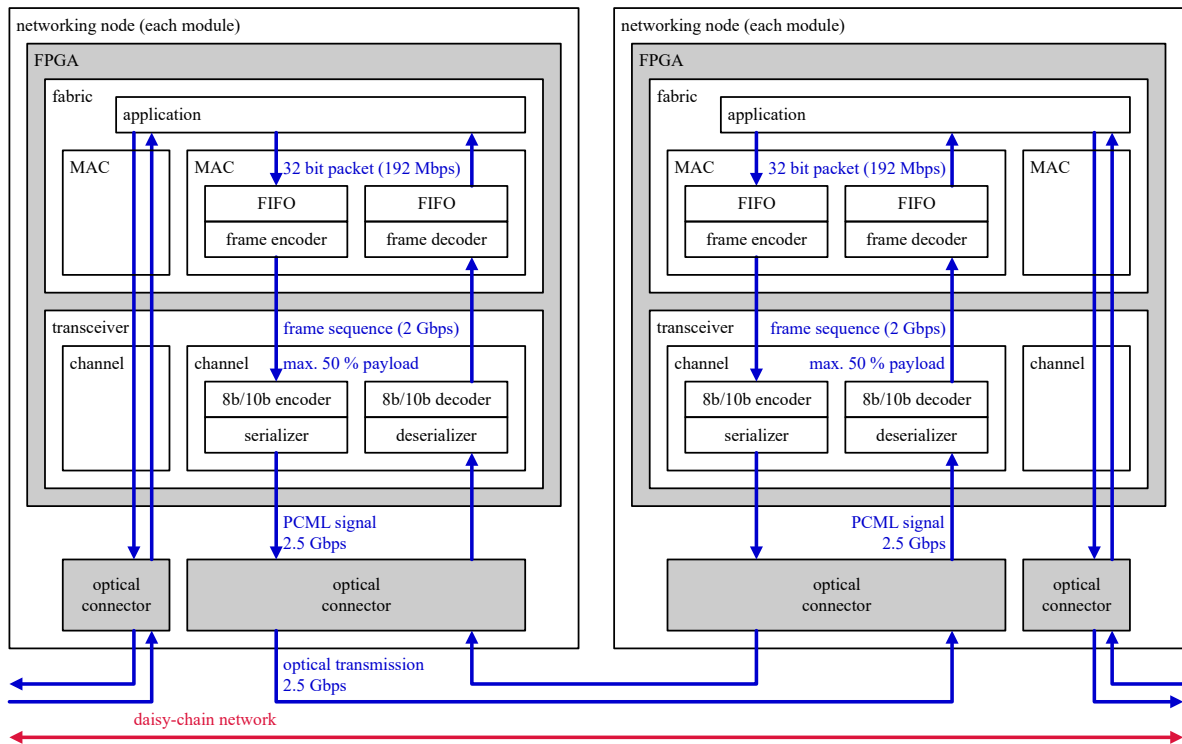 networking node (each module)
FPGA
fabric
application
MAC
MAC
32 bit packet (192 Mbps)
FIFO
FIFO
frame encoder
frame decoder
transceiver
frame sequence (2 Gbps)
channel
channel
max. 50 % payload
8b/10b encoder
8b/10b decoder
serializer
deserializer
PCML signal
2.5 Gbps
optical
connector
optical
connector
optical transmission
2.5 Gbps
daisy-chain network
networking node (each module)
FPGA
fabric
application
MAC
32 bit packet (192 Mbps)
MAC
FIFO
FIFO
frame encoder
frame decoder
transceiver
frame sequence (2 Gbps)
channel
max. 50 % payload
channel
8b/10b encoder
8b/10b decoder
serializer
deserializer
PCML signal
2.5 Gbps
optical
connector
optical
connector